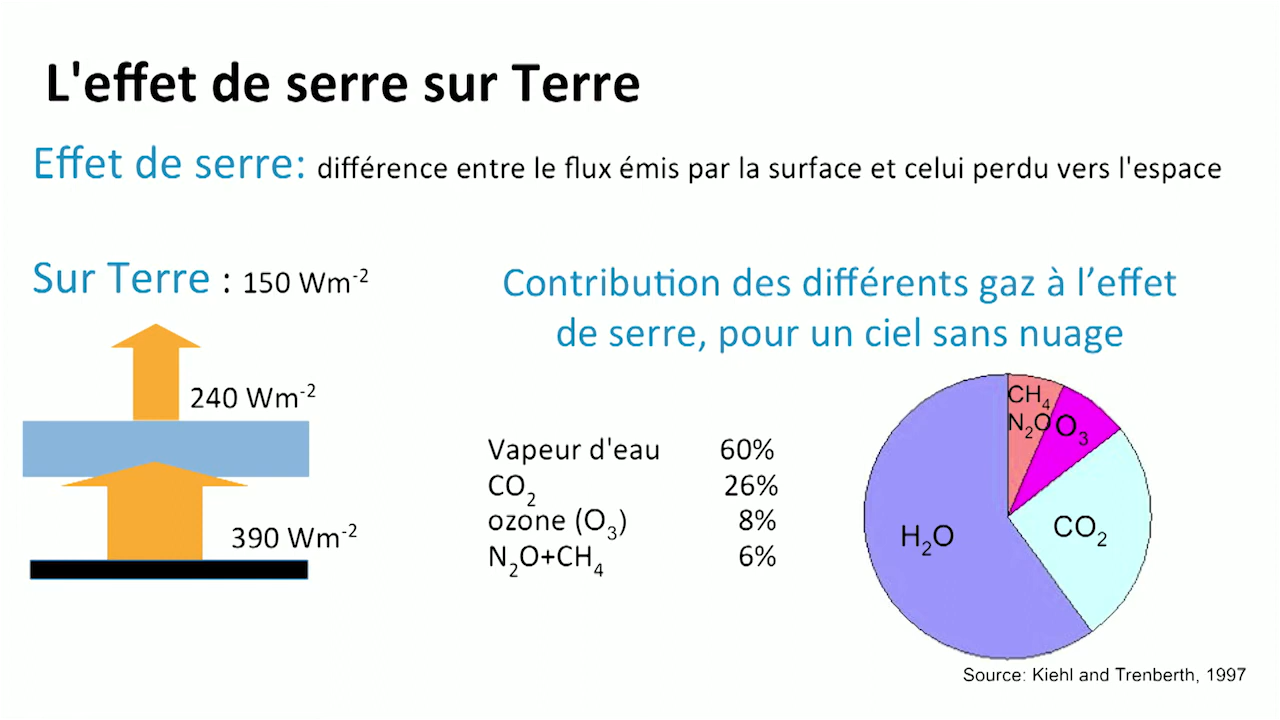 L'effet de serre sur Terre
Effet de serre: différence entre le flux émis par la surface et celui perdu vers l'espace
Sur Terre : 150 Wm-2
240 Wm-2
390 Wm-2
Contribution des différents gaz à l’effet
de serre, pour un ciel sans nuage
Vapeur d'eau 60%
CO2 26%
ozone (O3) 8%
N2O+CH4 6%
CH4
N2O
O3
CO2
H2O
Source: Kiehl and Trenberth, 1997